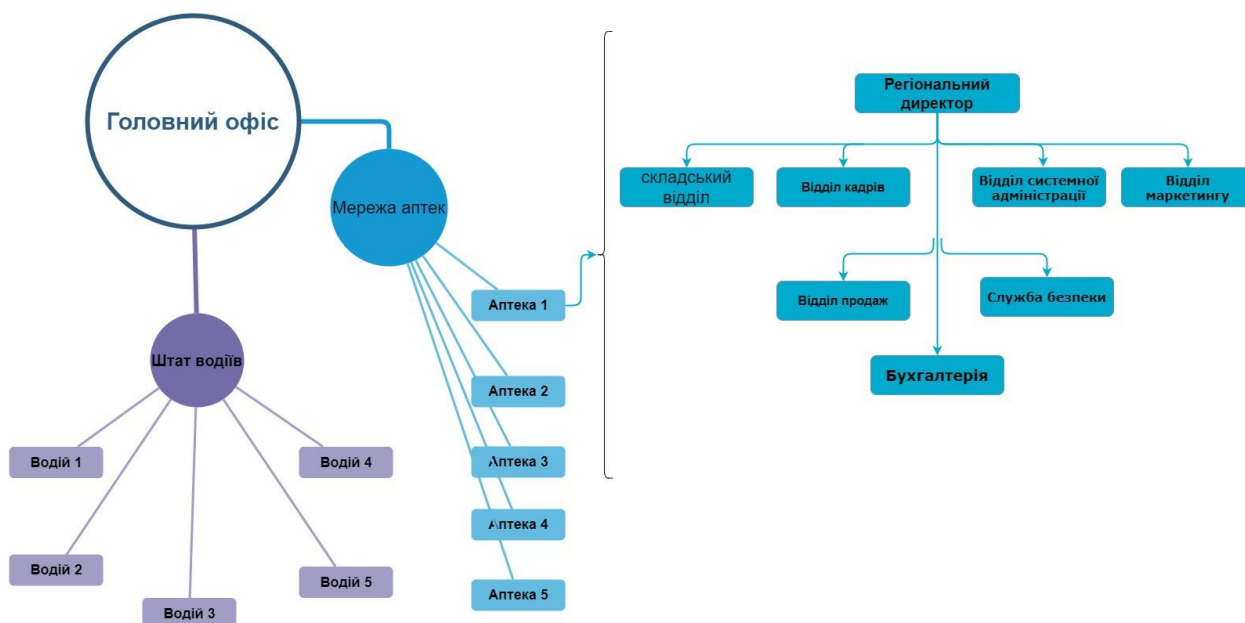 Головний офіс
Мережа аптек
Штат водіїв
Водій 1
Водій 2
Водій 3
Водій 4
Водій 5
Аптека 1
Аптека 2
Аптека 3
Аптека 4
Аптека 5
Регіональний
директор
складський
відділ
Відділ кадрів
Відділ системної
адміністрації
Відділ
маркетингу
Відділ продаж
Служба безпеки
Бухгалтерія